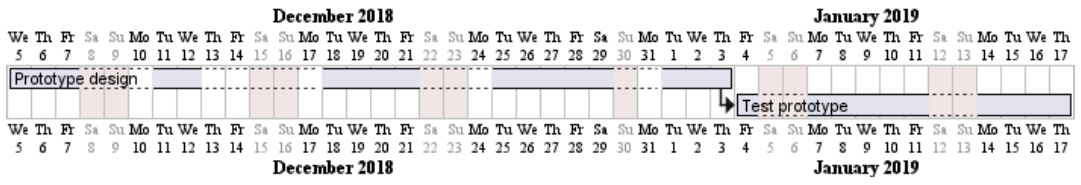 December 2018 January 2019
We Th Fr Sa Su Mo Tu We Th Fr Sa Su Mo Tu We Th Fr Sa Su Mo Tu We Th Fr Sa Su Mo Tu We Th Fr Sa Su Mo Tu We Th Fr Sa Su Mo Tu We Th
5 6 7 8 9 10 11 12 13 14 15 16 17 18 19 20 21 22 23 24 25 26 27 28 29 30 31 1 2 3 4 5 6 7 8 9 10 11 12 13 14 15 16 17
Prototype design
Test prototype
We Th Fr Sa Su Mo Tu We Th Fr Sa Su Mo Tu We Th Fr Sa Su Mo Tu We Th Fr Sa Su Mo Tu We Th Fr Sa Su Mo Tu We Th Fr Sa Su Mo Tu We Th
5 6 7 8 9 10 11 12 13 14 15 16 17 18 19 20 21 22 23 24 25 26 27 28 29 30 31 1 2 3 4 5 6 7 8 9 10 11 12 13 14 15 16 17
December 2018 January 2019